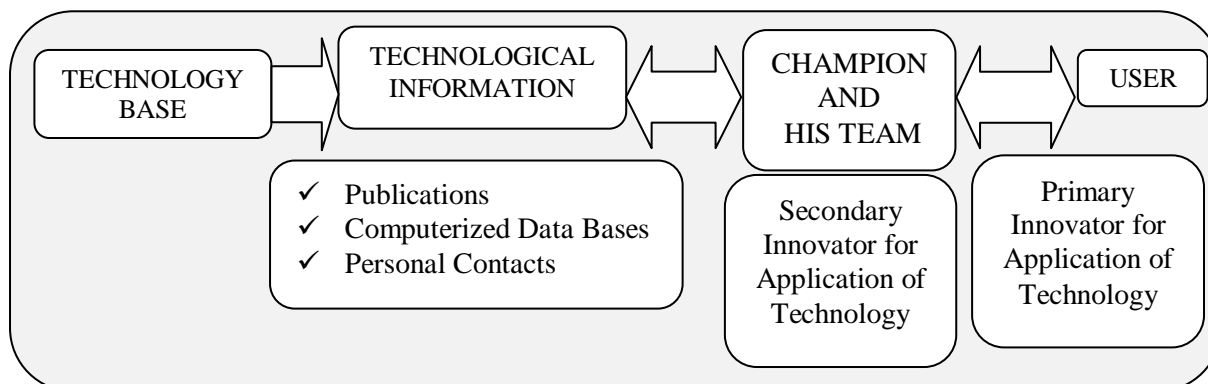 TECHNOLOGY
BASE
TECHNOLOGICAL
INFORMATION
CHAMPION
AND
HIS TEAM
USER
✓ Publications
✓ Computerized Data Bases
✓ Personal Contacts
Secondary
Innovator for
Application of
Technology
Primary
Innovator for
Application of
Technology